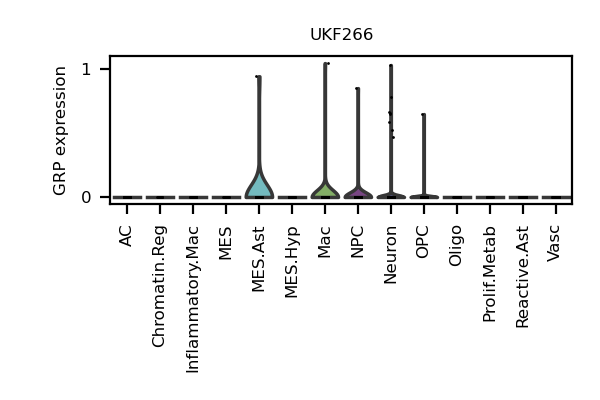 UKF266
GRP expression
1
0
AC
Chromatin.Reg
Inflammatory.Mac
MES
MES.Ast
MES.Hyp
Mac
NPC
Neuron
OPC
Oligo
Prolif.Metab
Reactive.Ast
Vasc